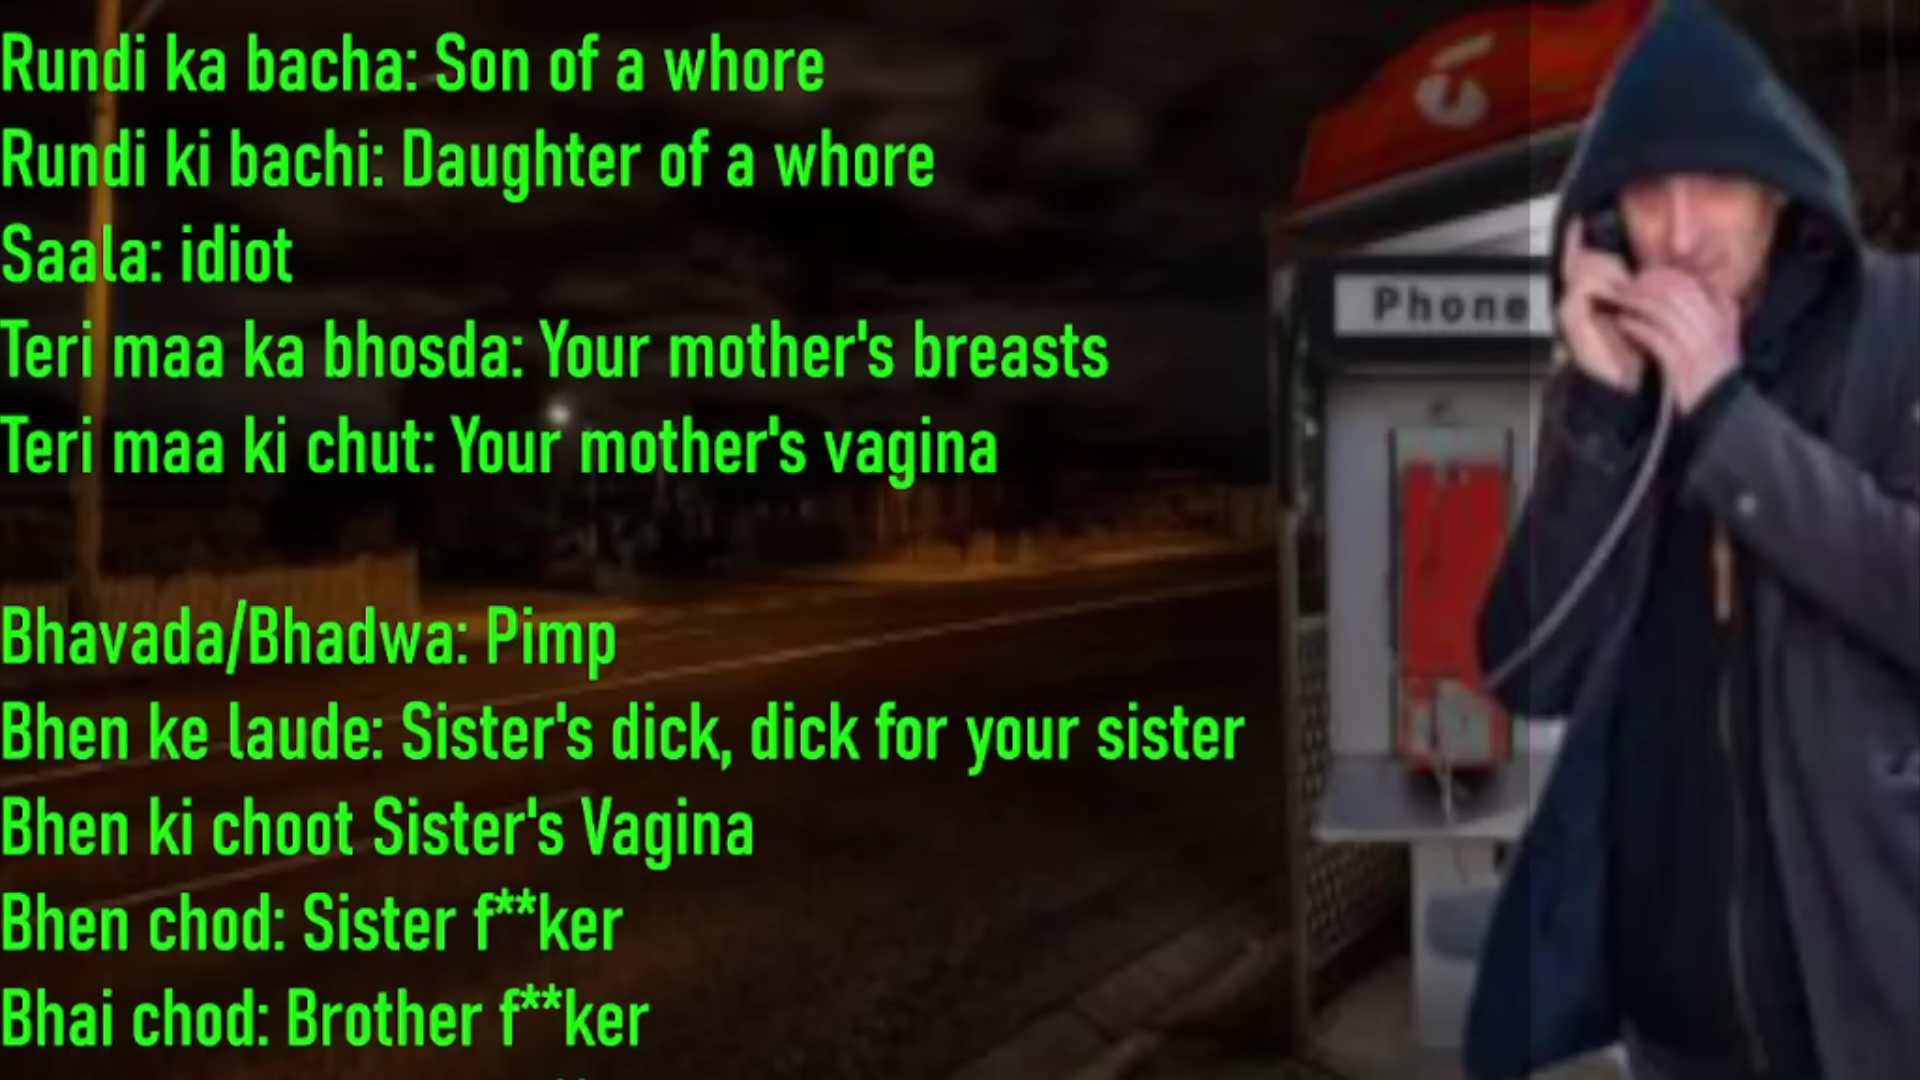 Rundi ka bacha: Son of a whore
Rundi ki bachi: Daughter of a whore
Saala: idiot
Teri maa ka bhosda: Your mother's breasts
Teri maa ki chut: Your mother's vagina
Bhavada/Bhadwa: Pimp
Bhen ke laude: Sister's dick, dick for your sister
Bhen ki choot Sister's Vagina
Bhen chod: Sister f**ker
Bhai chod: Brother f**ker
Phone